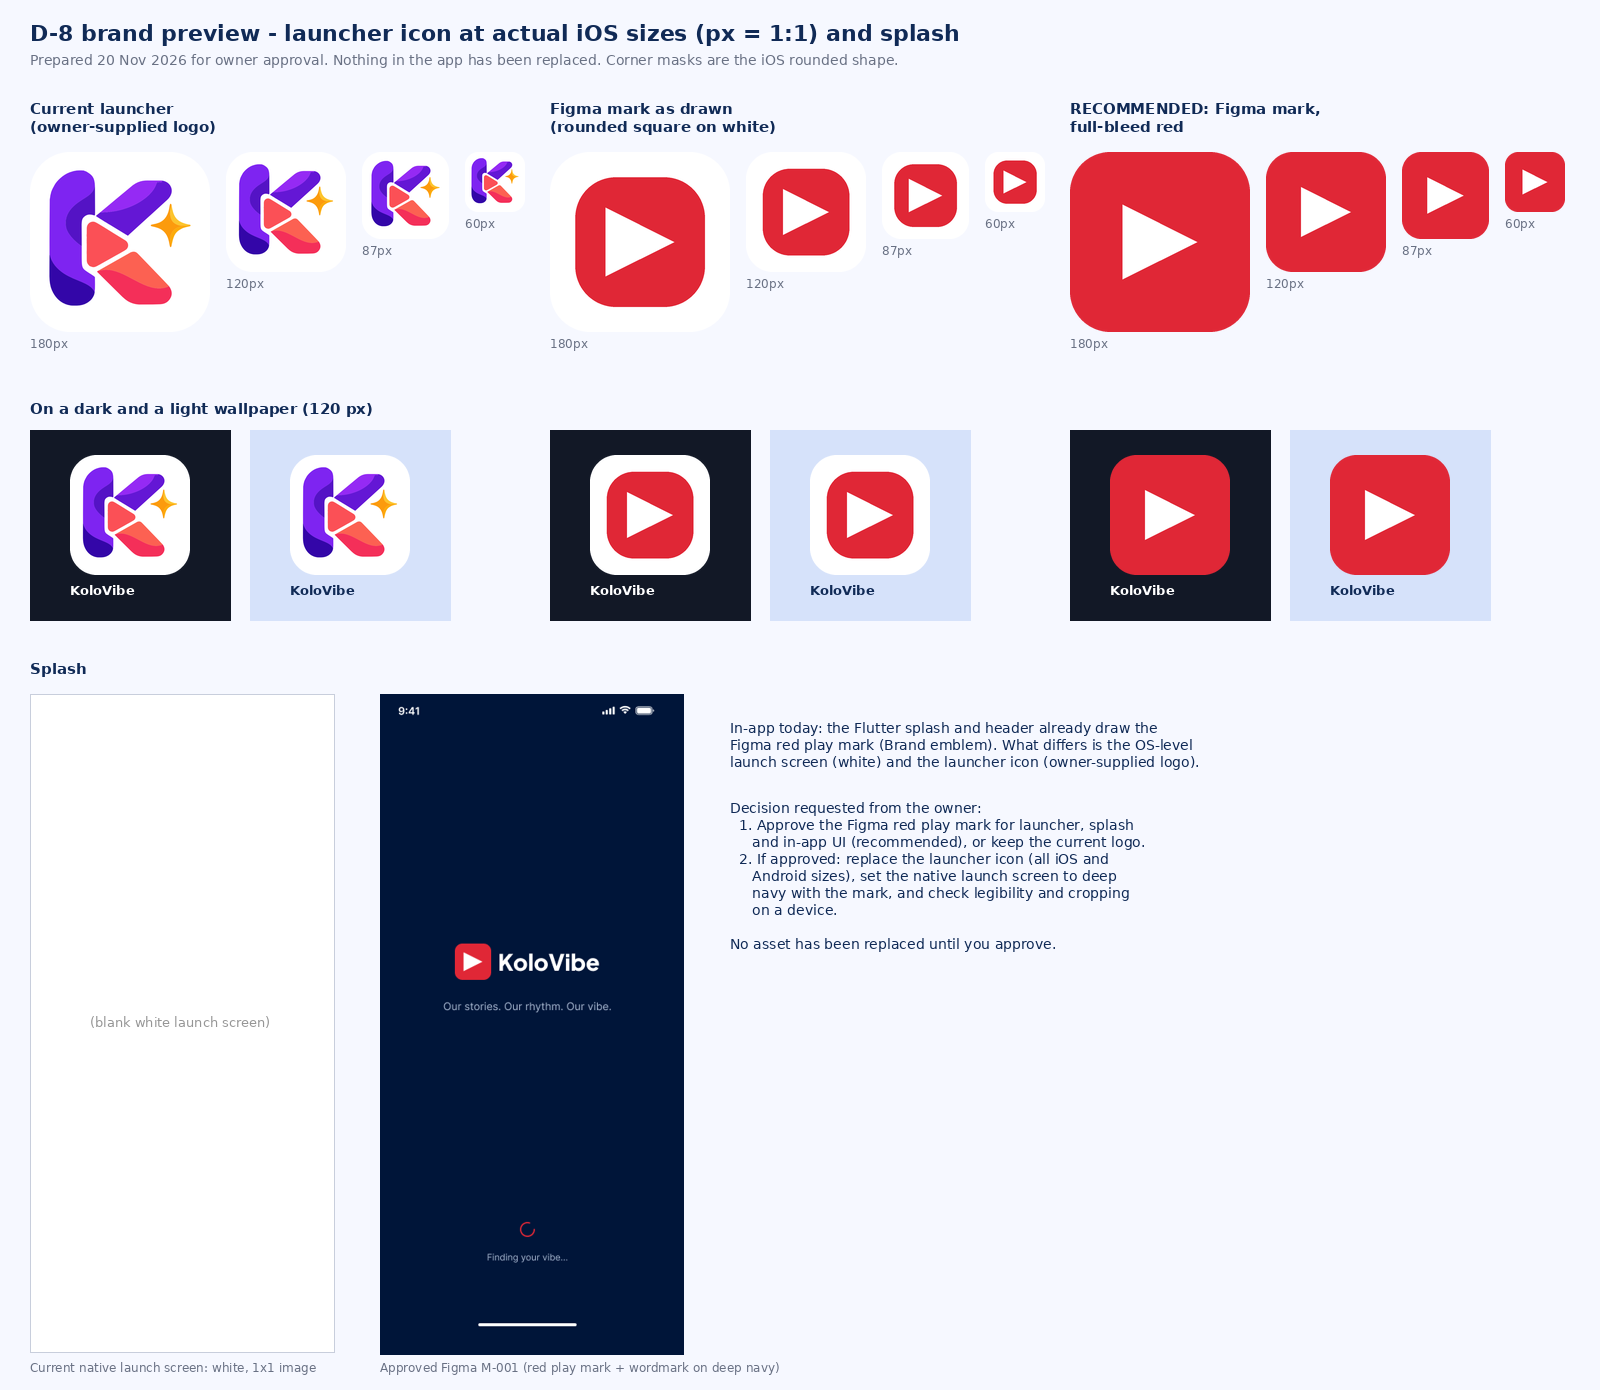 D-8 brand preview - launcher icon at actual iOS sizes (px = 1:1) and splash
Prepared 20 Nov 2026 for owner approval. Nothing in the app has been replaced. Corner masks are the iOS rounded shape.
Current launcher
(owner-supplied logo)
180px
120px
87px
60px
Figma mark as drawn
(rounded square on white)
180px
120px
87px
60px
RECOMMENDED: Figma mark,
full-bleed red
180px
120px
87px
60px
On a dark and a light wallpaper (120 px)
KoloVibe
KoloVibe
KoloVibe
KoloVibe
KoloVibe
KoloVibe
Splash
(blank white launch screen)
Current native launch screen: white, 1x1 image
9:41
KoloVibe
Our stories. Our rhythm. Our vibe.
Finding your vibe...
Approved Figma M-001 (red play mark + wordmark on deep navy)
In-app today: the Flutter splash and header already draw the
Figma red play mark (Brand emblem). What differs is the OS-level
launch screen (white) and the launcher icon (owner-supplied logo).
Decision requested from the owner:
1. Approve the Figma red play mark for launcher, splash
and in-app UI (recommended), or keep the current logo.
2. If approved: replace the launcher icon (all iOS and
Android sizes), set the native launch screen to deep
navy with the mark, and check legibility and cropping
on a device.
No asset has been replaced until you approve.